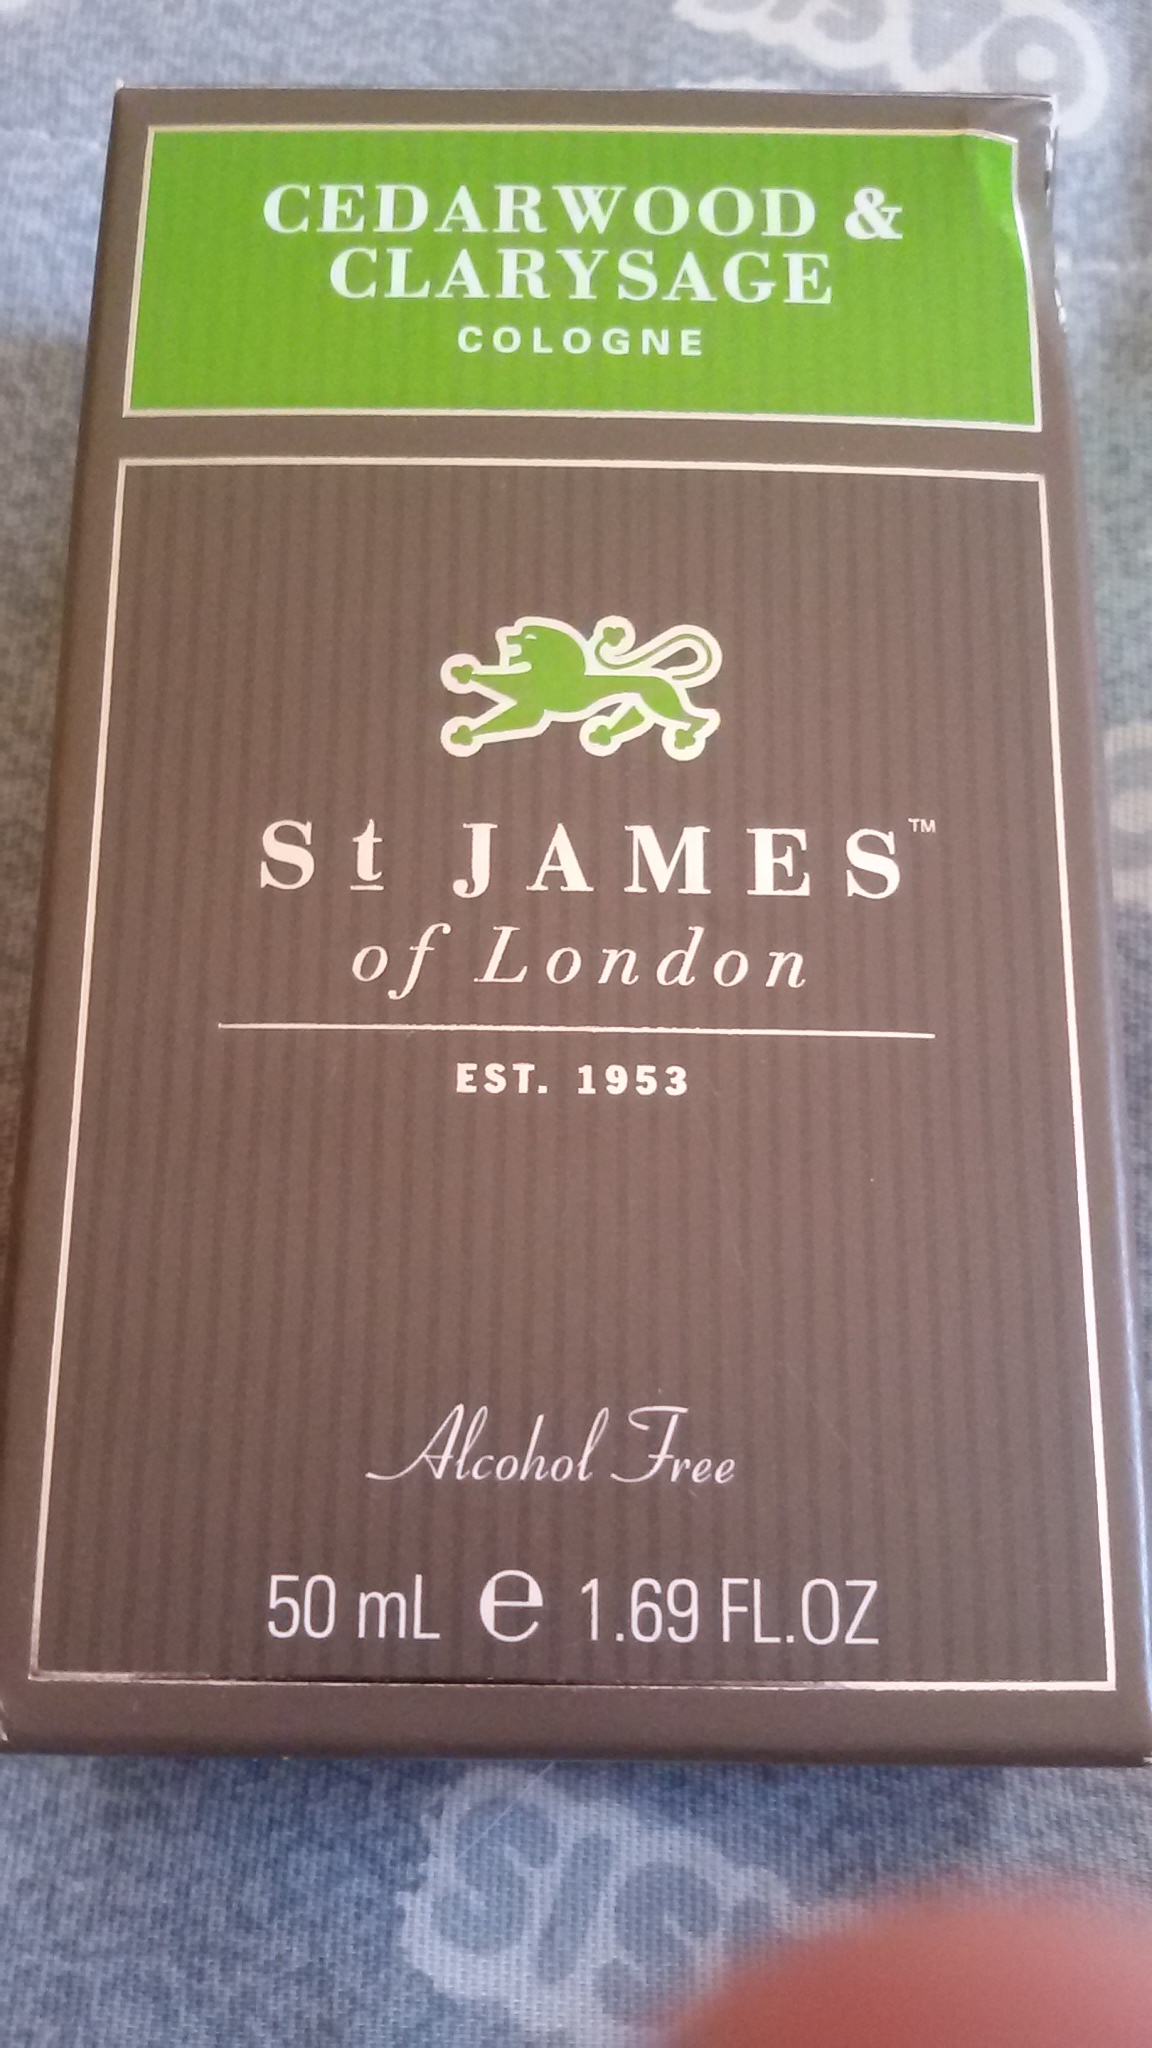 CEDARWOOD &
CLARYSAGE
COLOGNE
St JAMES™
of London
EST. 1953
Alcohol Free
50 mL ℮ 1.69 FL.OZ